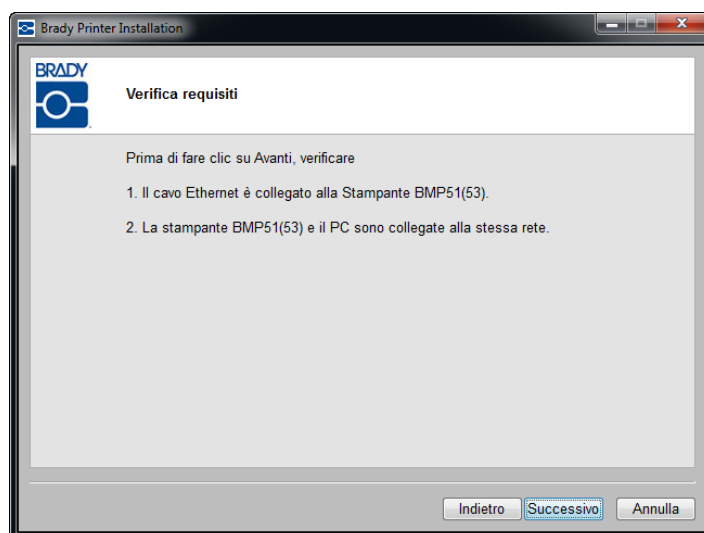 Brady Printer Installation
BRADY
Verifica requisiti
Prima di fare clic su Avanti, verificare
1. Il cavo Ethernet è collegato alla Stampante BMP51(53).
2. La stampante BMP51(53) e il PC sono collegate alla stessa rete.
Indietro Successivo Annulla